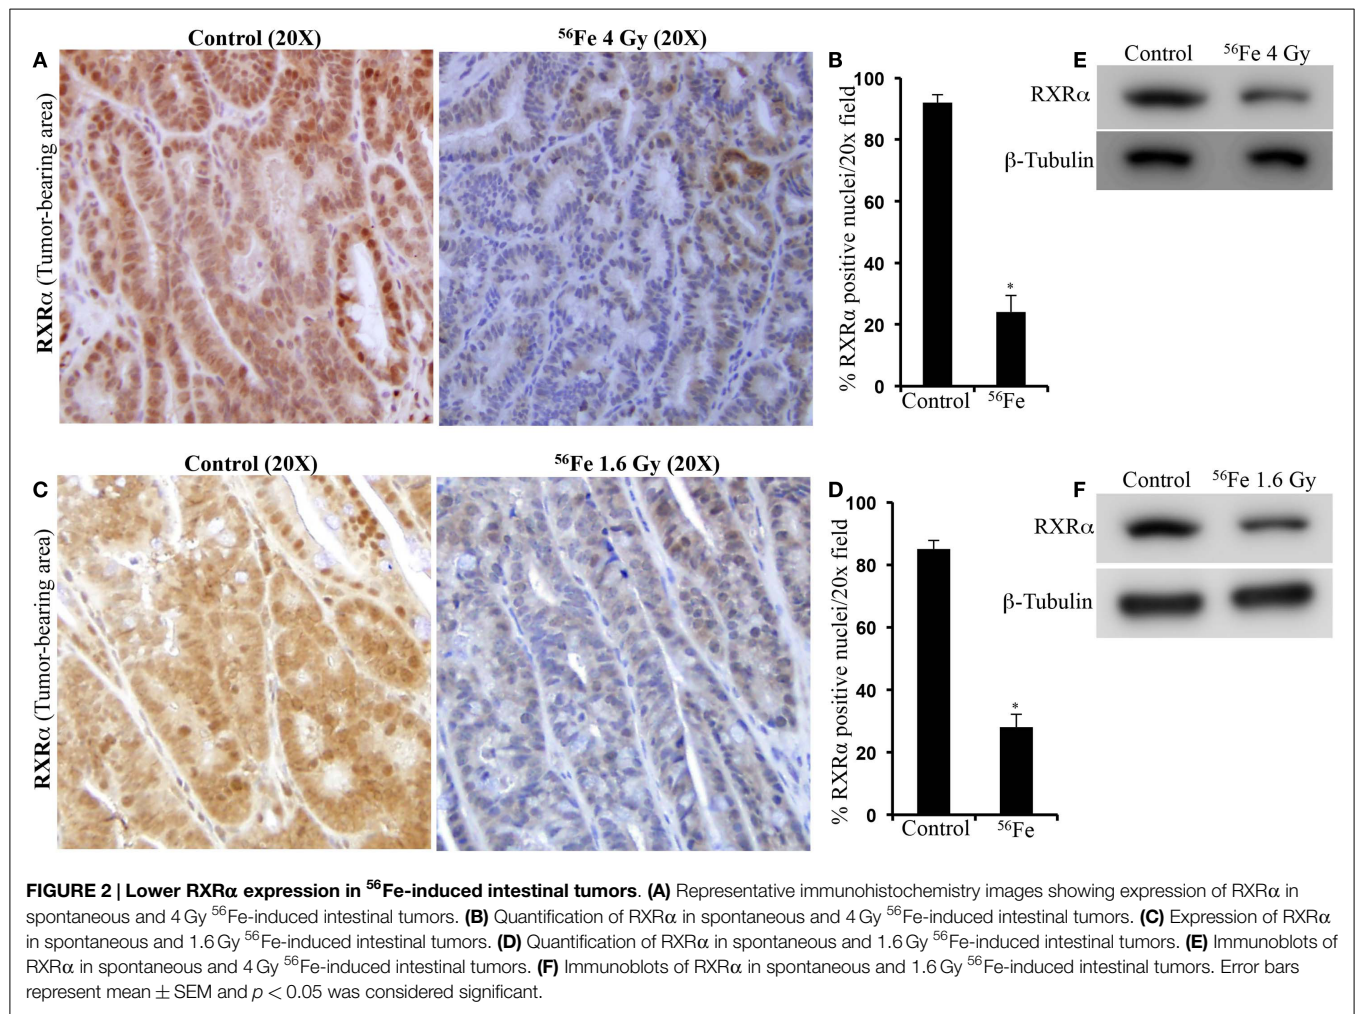 Control (20X)
⁵⁶Fe 4 Gy (20X)
A
RXRα (Tumor-bearing area)
B
% RXRα positive nuclei/20x field
100
80
60
40
20
0
*
Control
⁵⁶Fe
E
Control
⁵⁶Fe 4 Gy
RXRα
β-Tubulin
Control (20X)
⁵⁶Fe 1.6 Gy (20X)
C
RXRα (Tumor-bearing area)
D
% RXRα positive nuclei/20x field
100
80
60
40
20
0
*
Control
⁵⁶Fe
F
Control
⁵⁶Fe 1.6 Gy
RXRα
β-Tubulin
FIGURE 2 | Lower RXRα expression in ⁵⁶Fe-induced intestinal tumors. (A) Representative immunohistochemistry images showing expression of RXRα in
spontaneous and 4 Gy ⁵⁶Fe-induced intestinal tumors. (B) Quantification of RXRα in spontaneous and 4 Gy ⁵⁶Fe-induced intestinal tumors. (C) Expression of RXRα
in spontaneous and 1.6 Gy ⁵⁶Fe-induced intestinal tumors. (D) Quantification of RXRα in spontaneous and 1.6 Gy ⁵⁶Fe-induced intestinal tumors. (E) Immunoblots of
RXRα in spontaneous and 4 Gy ⁵⁶Fe-induced intestinal tumors. (F) Immunoblots of RXRα in spontaneous and 1.6 Gy ⁵⁶Fe-induced intestinal tumors. Error bars
represent mean ± SEM and p < 0.05 was considered significant.